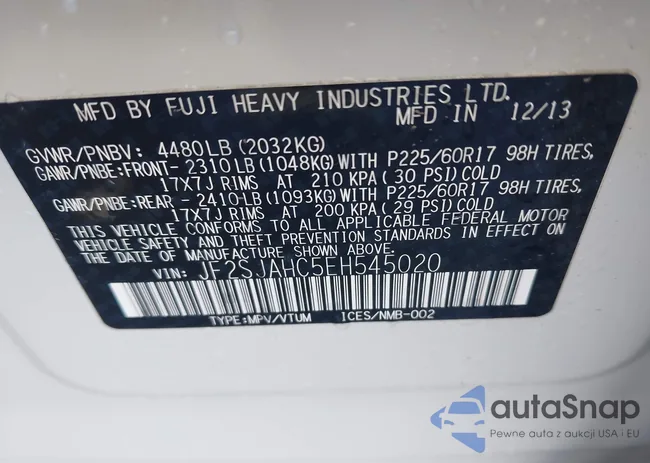 MFD BY FUJI HEAVY INDUSTRIES LTD.
MFD IN 12/13
GVWR/PNBV: 4480LB(2032KG)
GAWR/PNBE:FRONT- 2310LB(1048KG)WITH P225/60R17 98H TIRES,
17X7J RIMS AT 210 KPA(30 PSI)COLD
GAWR/PNBE:REAR - 2410-LB(1093KG)WITH P225/60R17 98H TIRES,
17X7J RIMS AT 200 KPA(29 PSI)COLD
THIS VEHICLE CONFORMS TO ALL APPLICABLE FEDERAL MOTOR
VEHICLE SAFETY AND THEFT PREVENTION STANDARDS IN EFFECT ON
THE DATE OF MANUFACTURE SHOWN ABOVE.
VIN: JF2SJAHC5EH545020
TYPE:MPV/VTUM ICES/NMB-002
autaSnap
Pewne auta z aukcji USA i EU